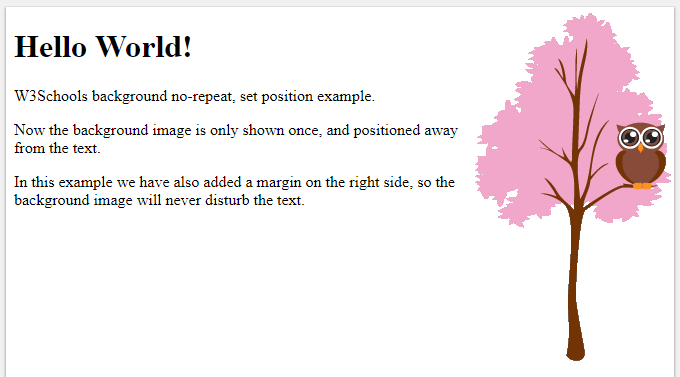 Hello World!
W3Schools background no-repeat, set position example.
Now the background image is only shown once, and positioned away
from the text.
In this example we have also added a margin on the right side, so the
background image will never disturb the text.